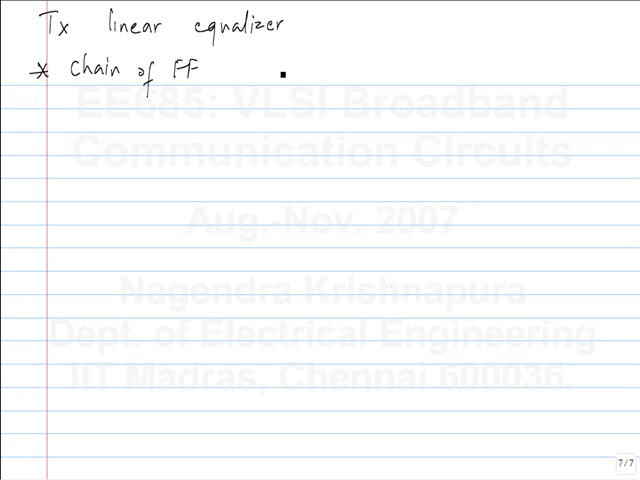 Tx linear equalizer
* Chain of FF
EE685: VLSI Broadband
Communication Circuits
Aug.-Nov. 2007
Nagendra Krishnapura
Dept. of Electrical Engineering
IIT Madras, Chennai 600036.
7/7